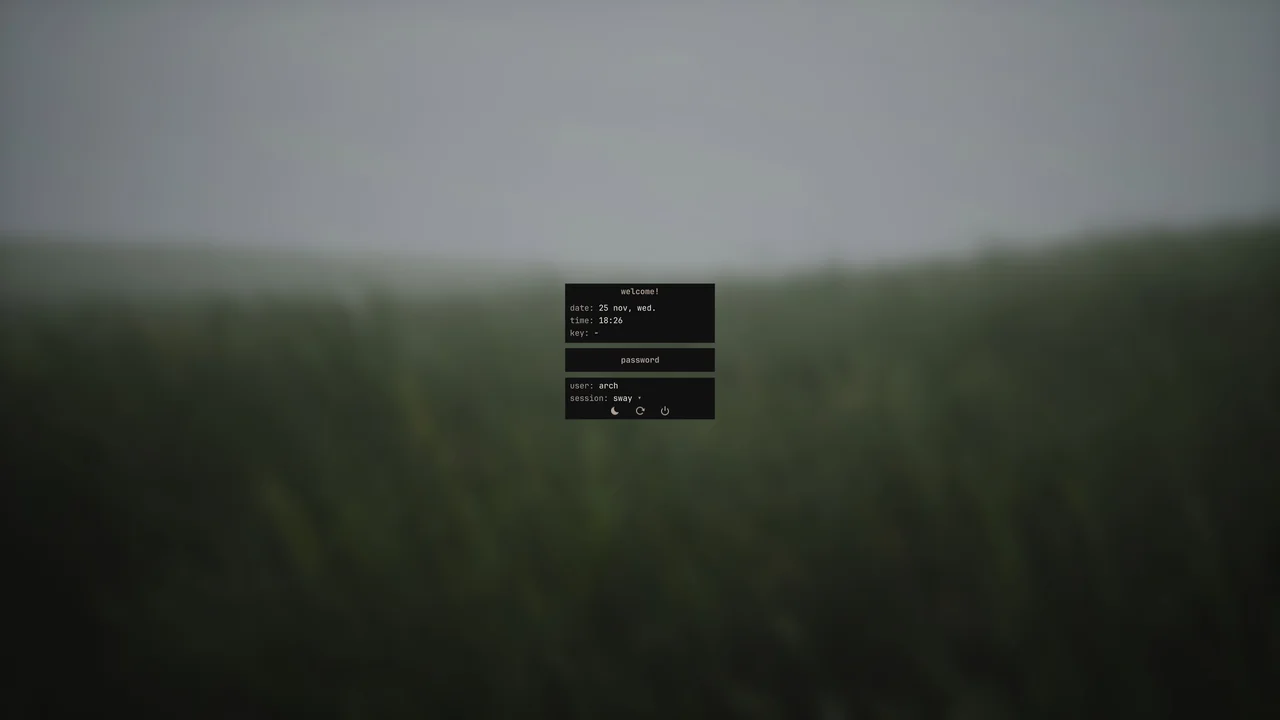 welcome!
date: 25 nov, wed.
time: 18:26
key: -
password
user: arch
session: sway